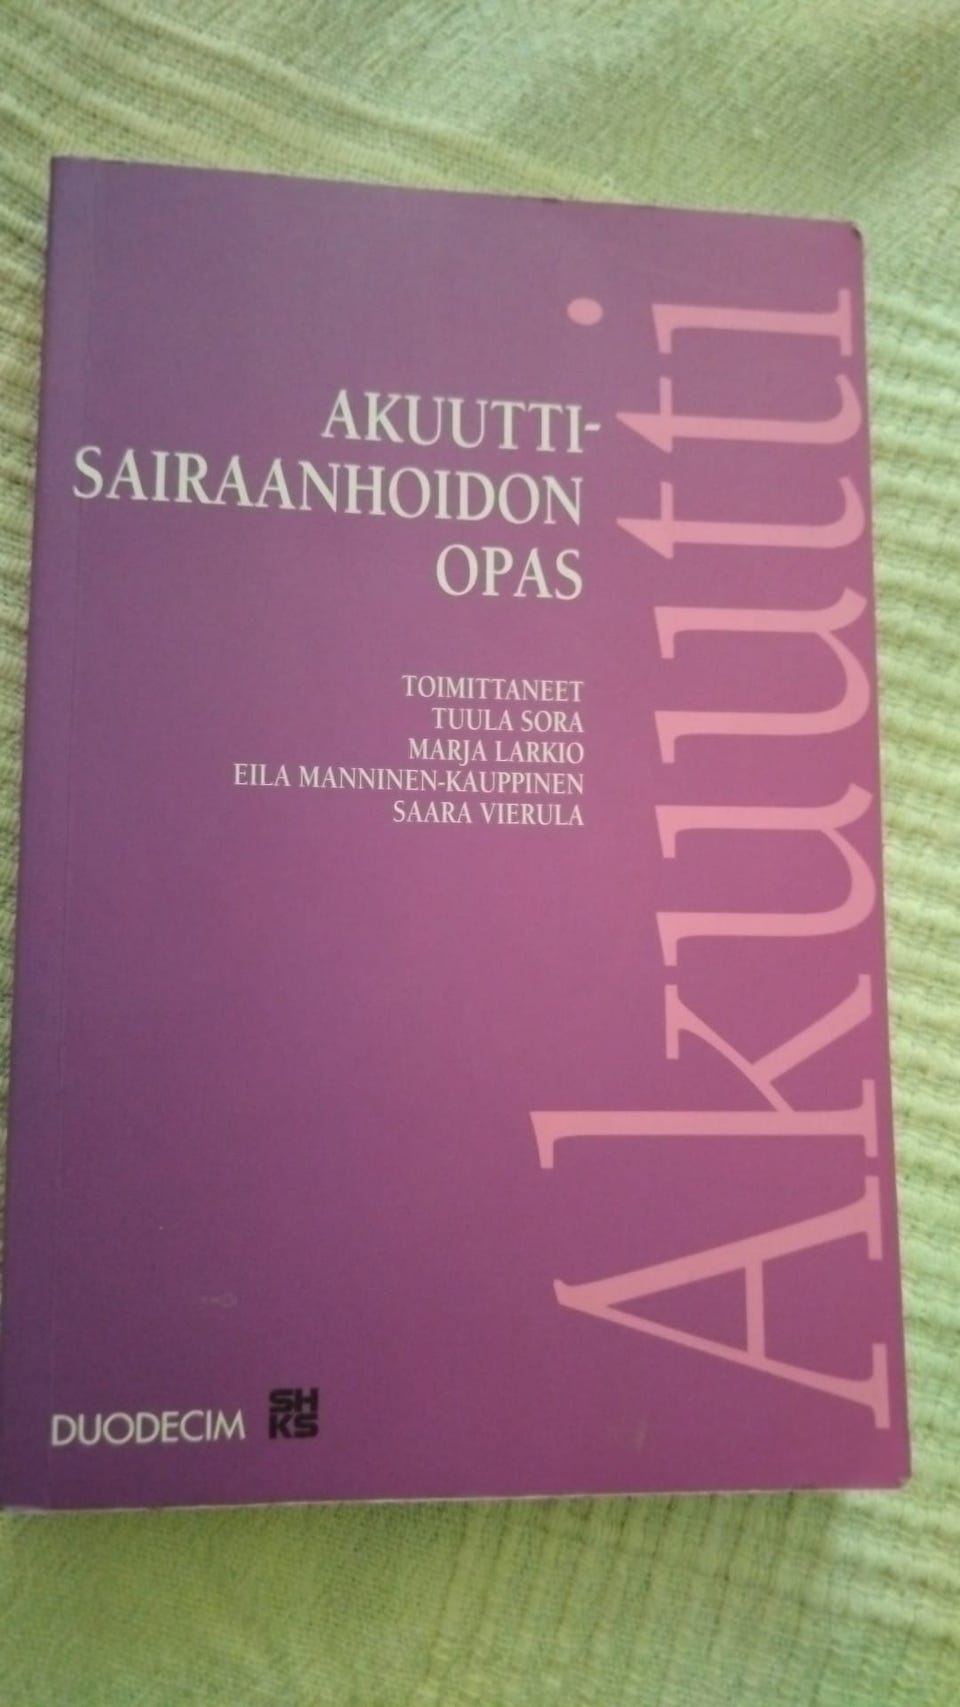 AKUUTTI-
SAIRAANHOIDON
OPAS
TOIMITTANEET
TUULA SORA
MARJA LARKIO
EILA MANNINEN-KAUPPINEN
SAARA VIERULA
Akuutti
DUODECIM
SH
KS